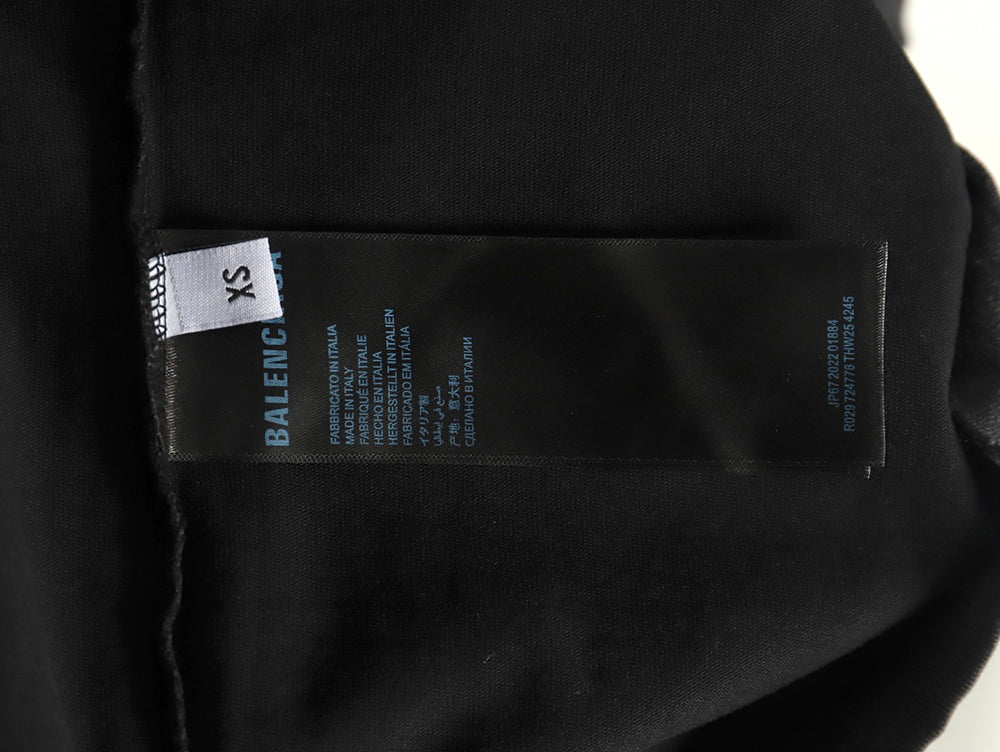 XS
BALENCIAGA
FABBRICATO IN ITALIA
MADE IN ITALY
FABRIQUÉ EN ITALIE
HECHO EN ITALIA
HERGESTELLT IN ITALIEN
FABRICADO EM ITÁLIA
イタリア製
产地：意大利
СДЕЛАНО В ИТАЛИИ
JP67 2022 01884
R029 724778 THW25 4245